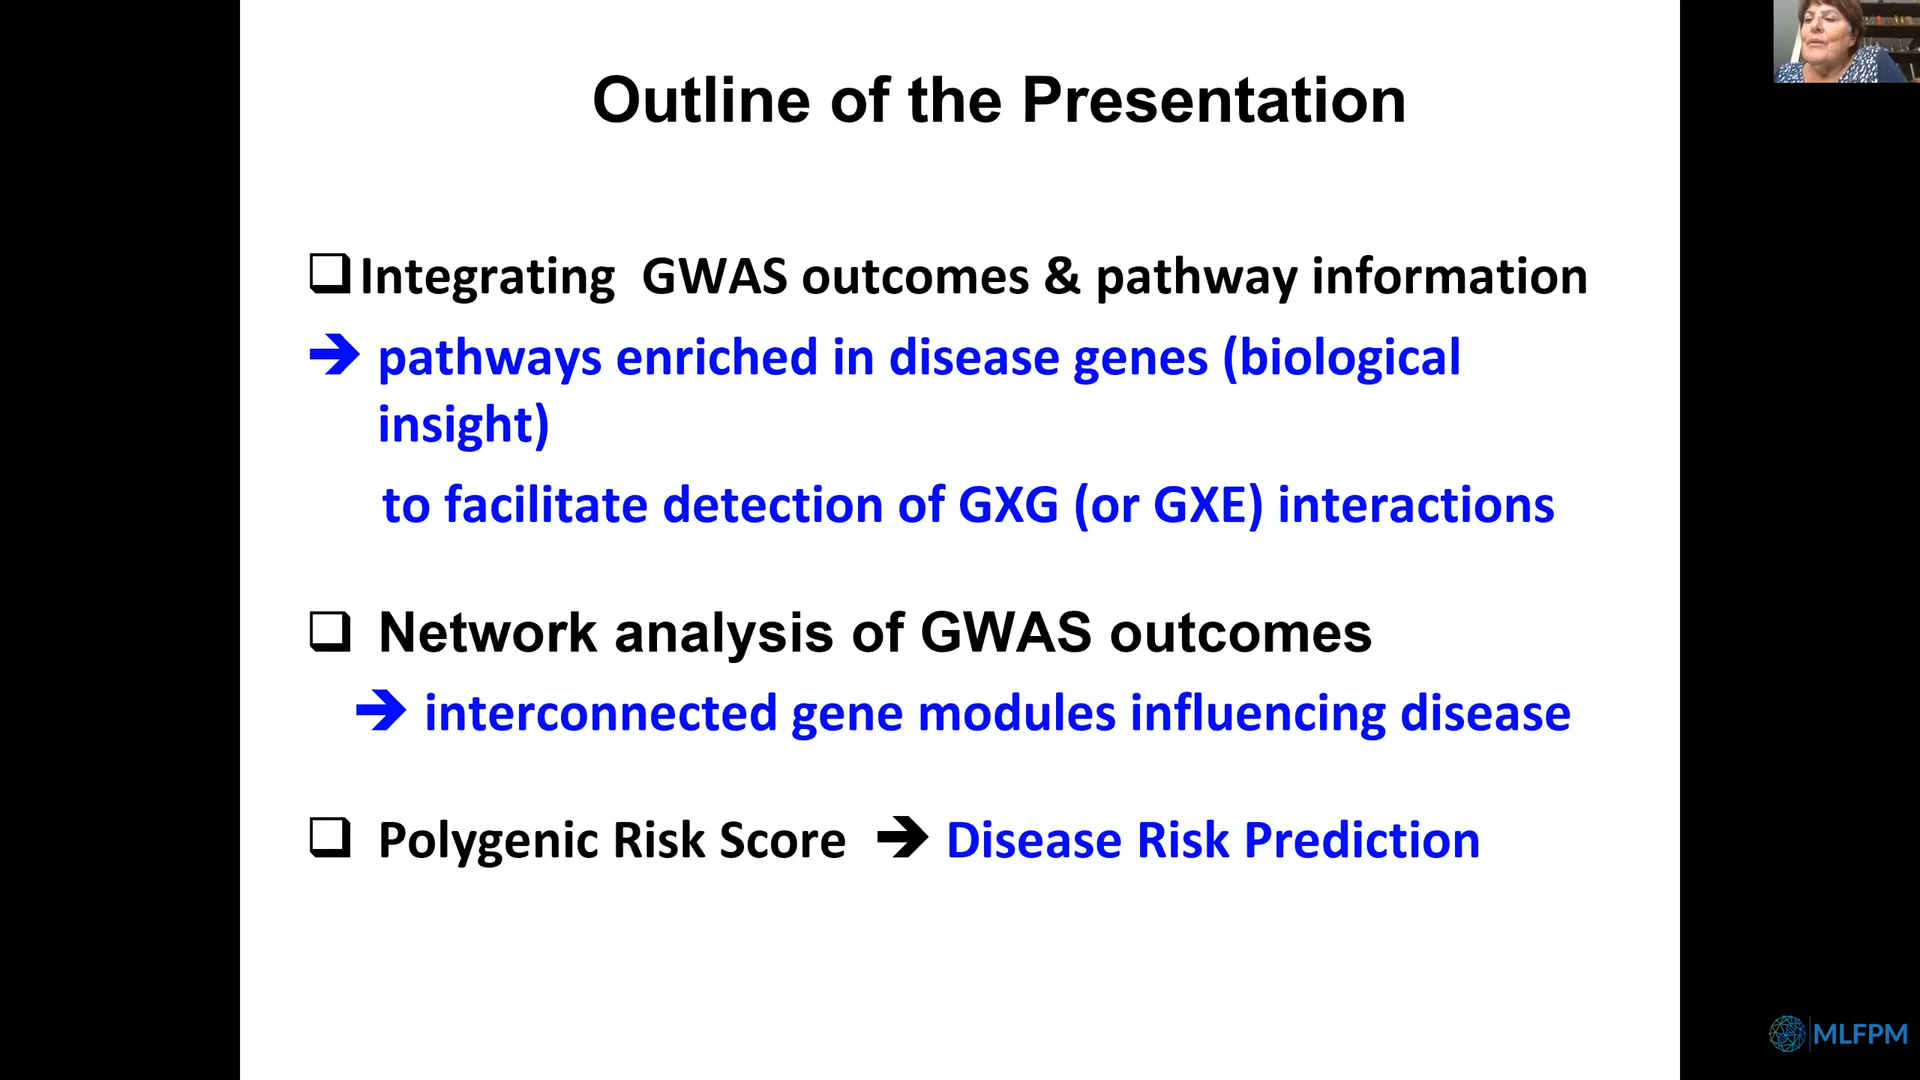 Outline of the Presentation
Integrating GWAS outcomes & pathway information
pathways enriched in disease genes (biological
insight)
to facilitate detection of GXG (or GXE) interactions
Network analysis of GWAS outcomes
interconnected gene modules influencing disease
Polygenic Risk Score → Disease Risk Prediction
MLFPM